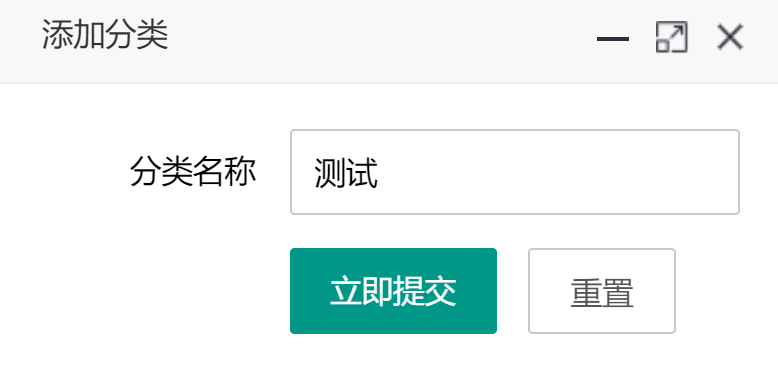 添加分类
分类名称
测试
立即提交
重置